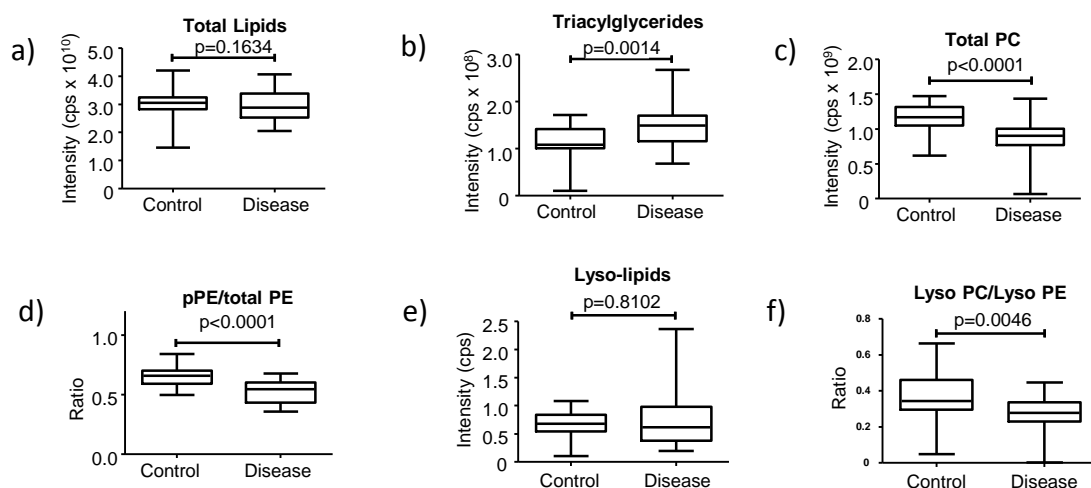 a)
Total Lipids
p=0.1634
Intensity (cps x 10¹⁰)
5.0
4.0
3.0
2.0
1.0
0
Control Disease
b)
Triacylglycerides
p=0.0014
Intensity (cps x 10⁸)
3.0
2.0
1.0
0
Control Disease
c)
Total PC
p<0.0001
Intensity (cps x 10⁹)
2.0
1.5
1.0
0.5
0
Control Disease
d)
pPE/total PE
p<0.0001
Ratio
1.0
0.5
0.0
Control Disease
e)
Lyso-lipids
p=0.8102
Intensity (cps)
2.5
2.0
1.5
1.0
0.5
0
Control Disease
f)
Lyso PC/Lyso PE
p=0.0046
Ratio
0.8
0.6
0.4
0.2
0
Control Disease